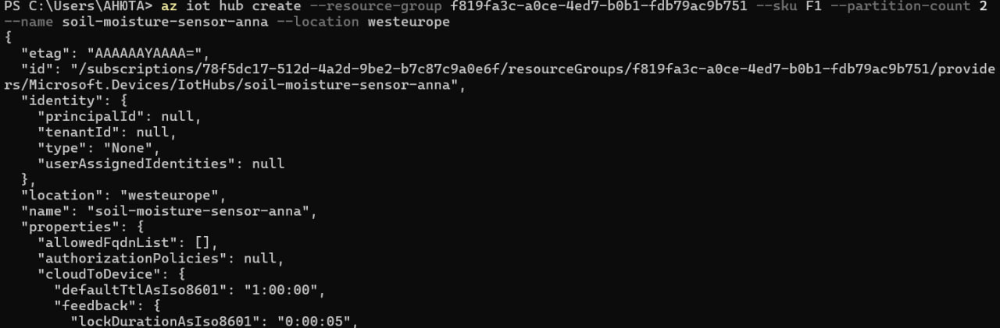 PS C:\Users\AHOTA> az iot hub create --resource-group f819fa3c-a0ce-4ed7-b0b1-fdb79ac9b751 --sku F1 --partition-count 2
--name soil-moisture-sensor-anna --location westeurope
{
  "etag": "AAAAAAYAAAA=",
  "id": "/subscriptions/78f5dc17-512d-4a2d-9be2-b7c87c9a0e6f/resourceGroups/f819fa3c-a0ce-4ed7-b0b1-fdb79ac9b751/provide
rs/Microsoft.Devices/IotHubs/soil-moisture-sensor-anna",
  "identity": {
    "principalId": null,
    "tenantId": null,
    "type": "None",
    "userAssignedIdentities": null
  },
  "location": "westeurope",
  "name": "soil-moisture-sensor-anna",
  "properties": {
    "allowedFqdnList": [],
    "authorizationPolicies": null,
    "cloudToDevice": {
      "defaultTtlAsIso8601": "1:00:00",
      "feedback": {
        "lockDurationAsIso8601": "0:00:05",